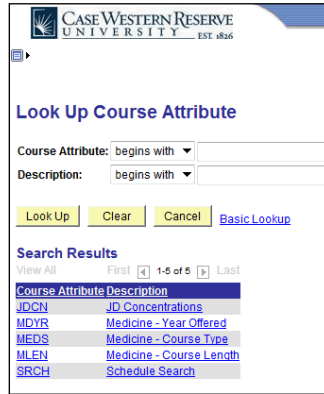 CASE WESTERN RESERVE
UNIVERSITY EST. 1826
Look Up Course Attribute
Course Attribute: begins with
Description: begins with
Look Up Clear Cancel Basic Lookup
Search Results
View All First 1-5 of 5 Last
Course Attribute Description
JDCN JD Concentrations
MDYR Medicine - Year Offered
MEDS Medicine - Course Type
MLEN Medicine - Course Length
SRCH Schedule Search